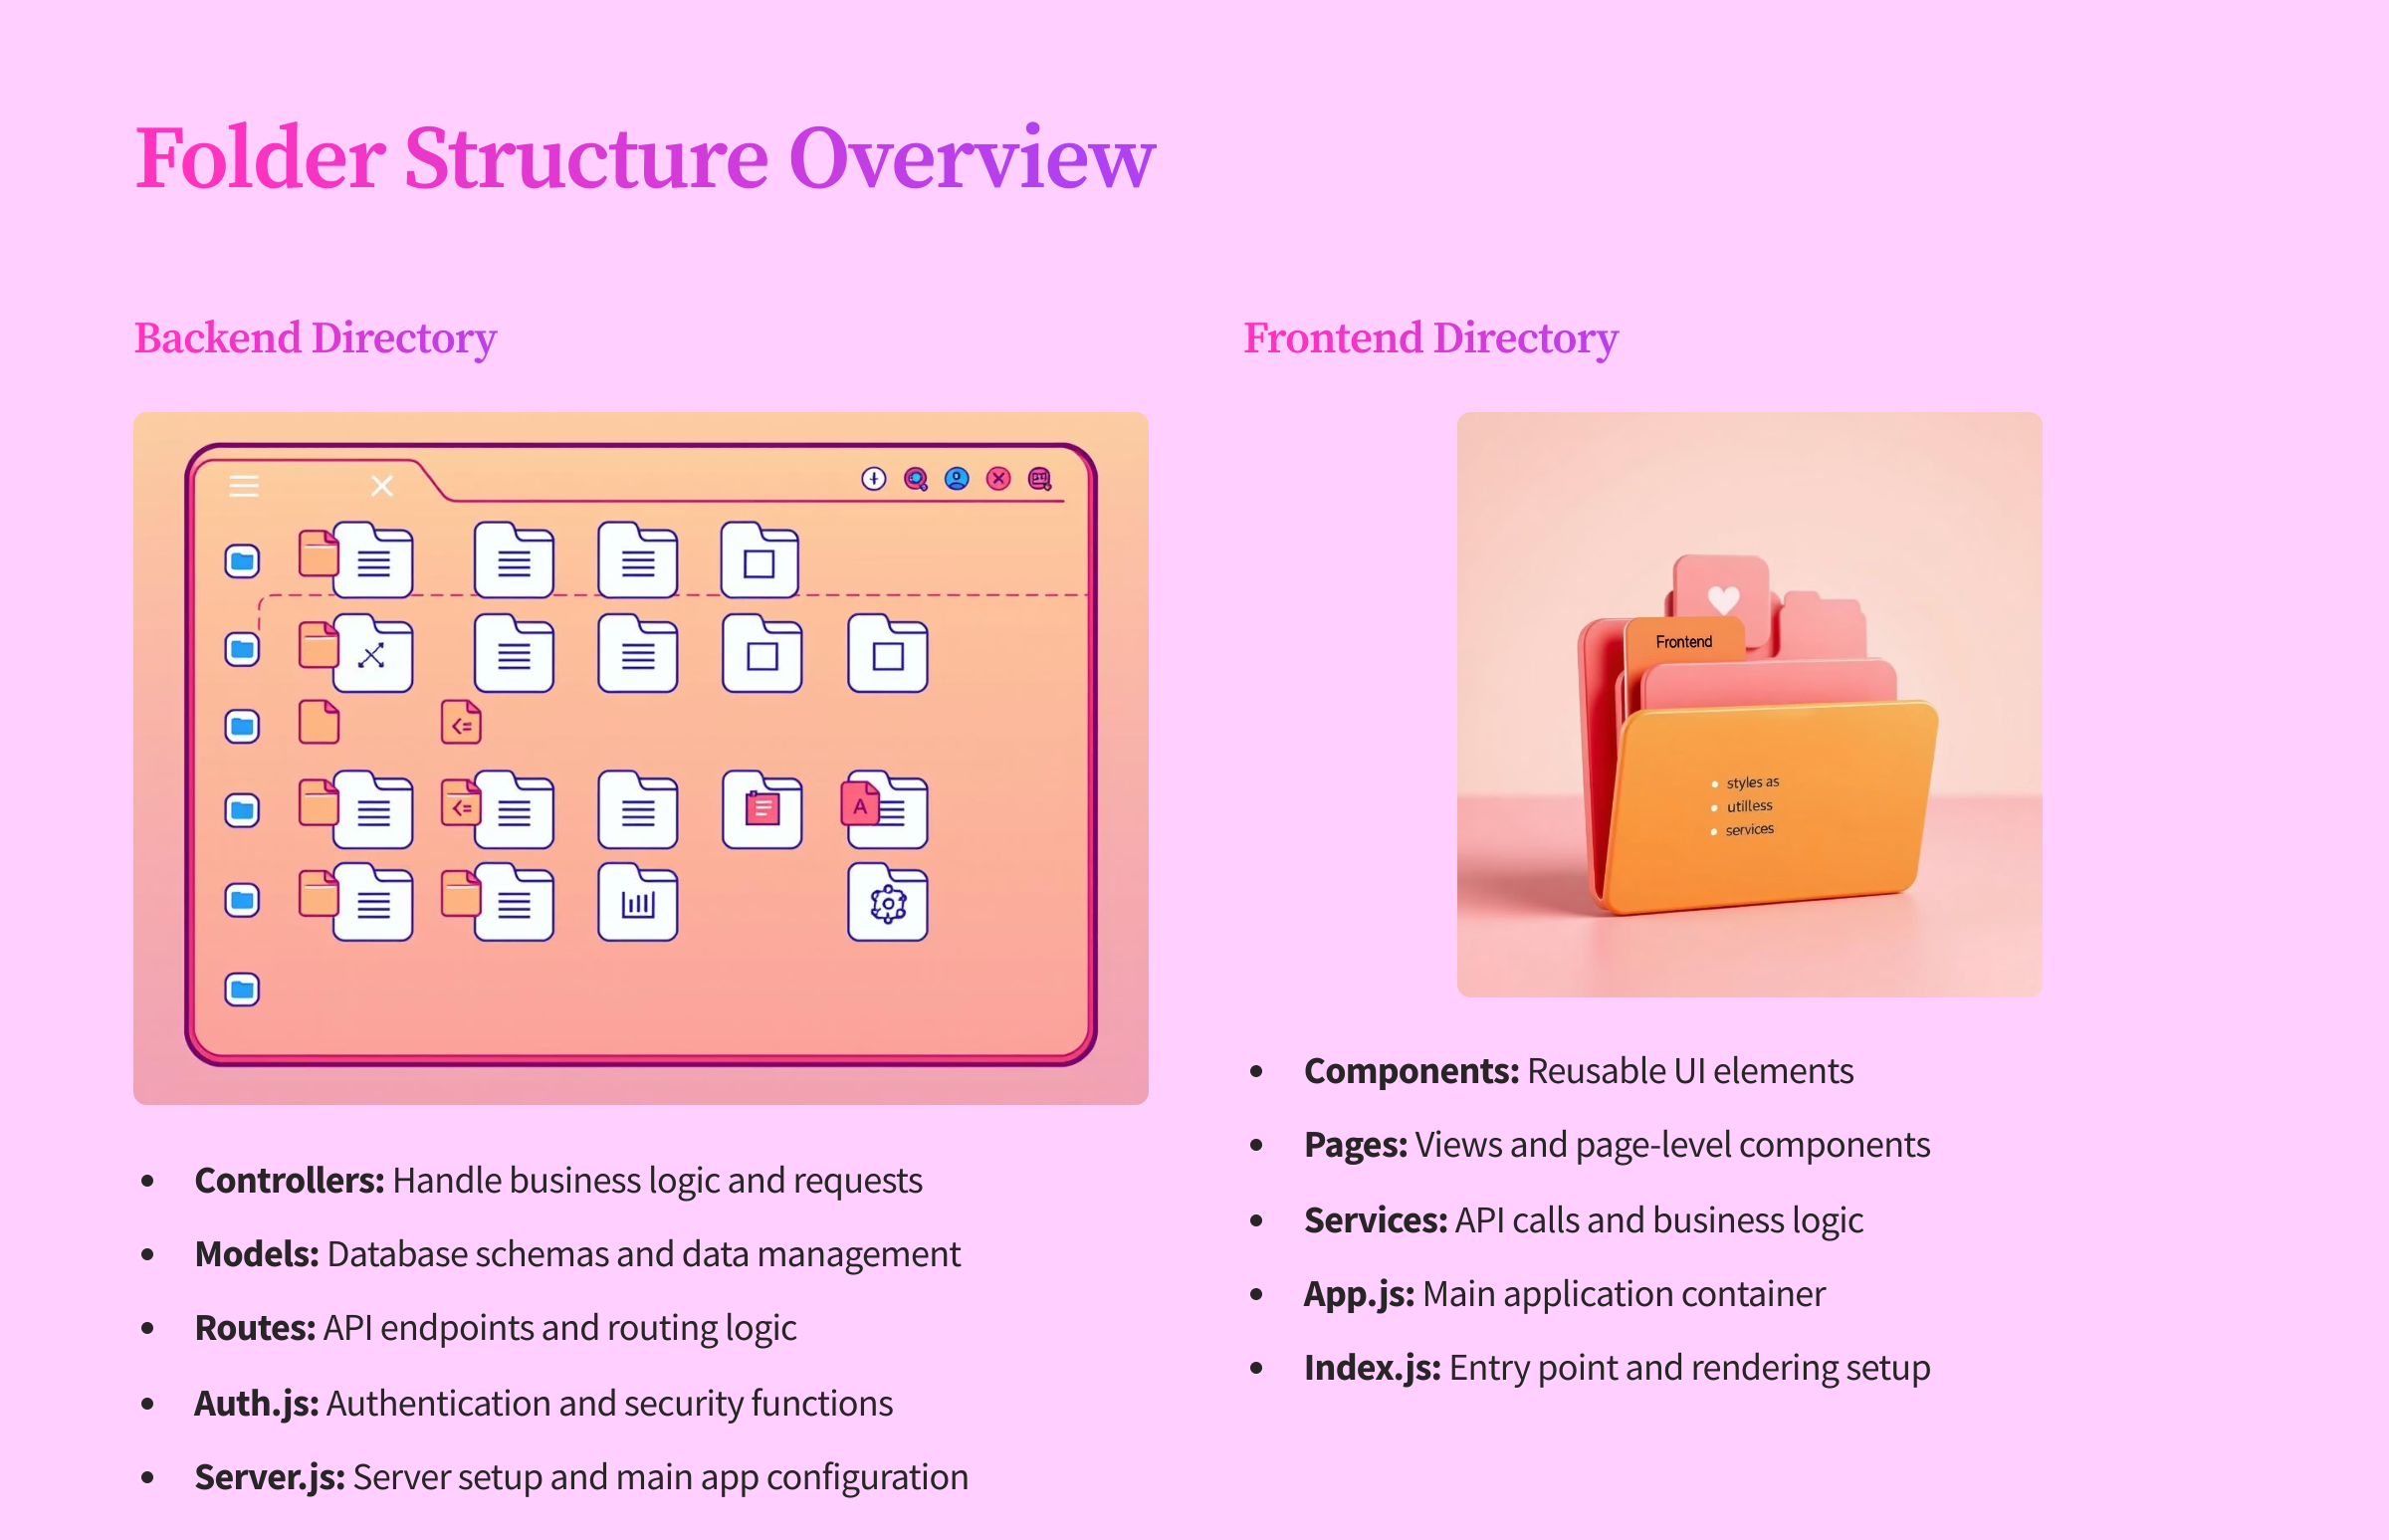 Folder Structure Overview
Backend Directory
A
Controllers: Handle business logic and requests
Models: Database schemas and data management
Routes: API endpoints and routing logic
Auth.js: Authentication and security functions
Server.js: Server setup and main app configuration
Frontend Directory
Frontend
styles as
utilless
services
Components: Reusable UI elements
Pages: Views and page-level components
Services: API calls and business logic
App.js: Main application container
Index.js: Entry point and rendering setup